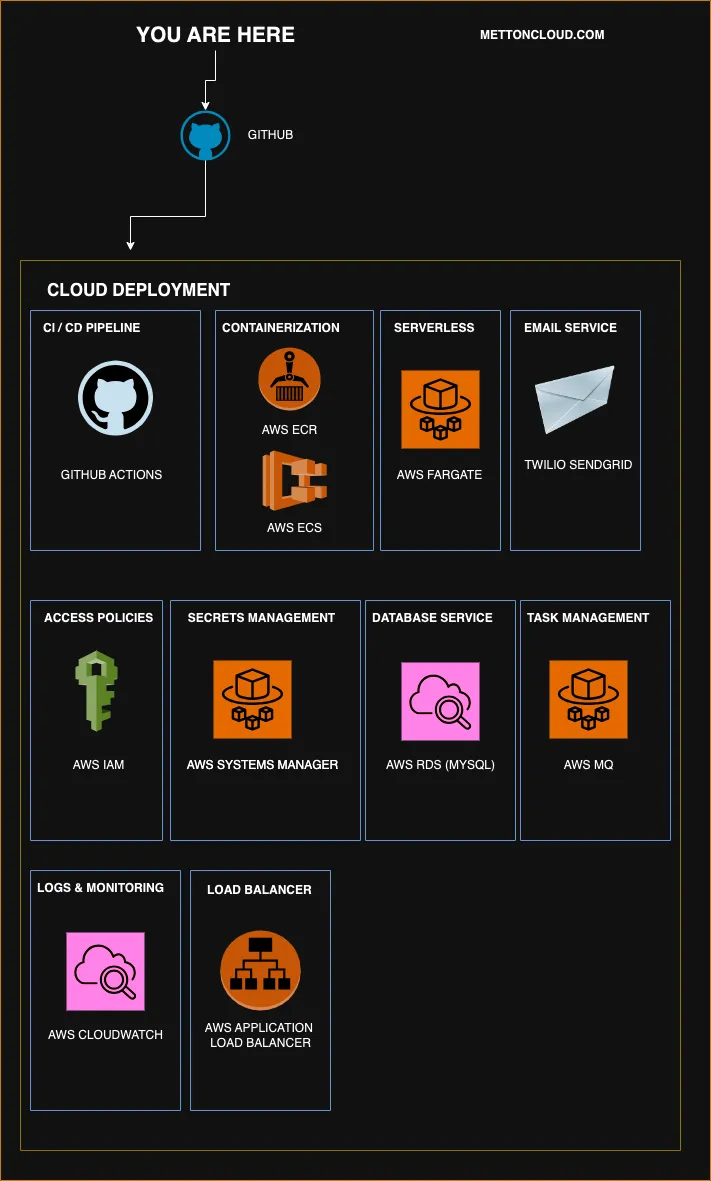 YOU ARE HERE
METTONCLOUD.COM
GITHUB
CLOUD DEPLOYMENT
CI / CD PIPELINE
GITHUB ACTIONS
CONTAINERIZATION
AWS ECR
AWS ECS
SERVERLESS
AWS FARGATE
EMAIL SERVICE
TWILIO SENDGRID
ACCESS POLICIES
AWS IAM
SECRETS MANAGEMENT
AWS SYSTEMS MANAGER
DATABASE SERVICE
AWS RDS (MYSQL)
TASK MANAGEMENT
AWS MQ
LOGS & MONITORING
AWS CLOUDWATCH
LOAD BALANCER
AWS APPLICATION
LOAD BALANCER